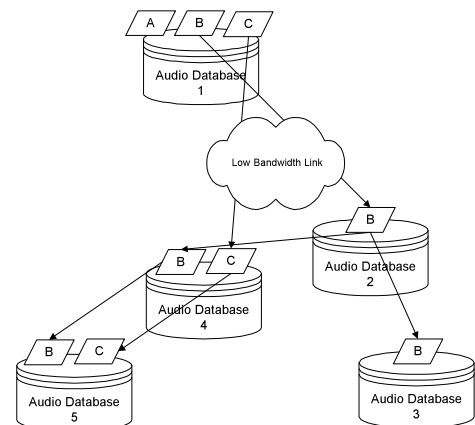 A B C
Audio Database
1
Low Bandwidth Link
B
Audio Database
2
B C
Audio Database
4
B C
Audio Database
5
B
Audio Database
3